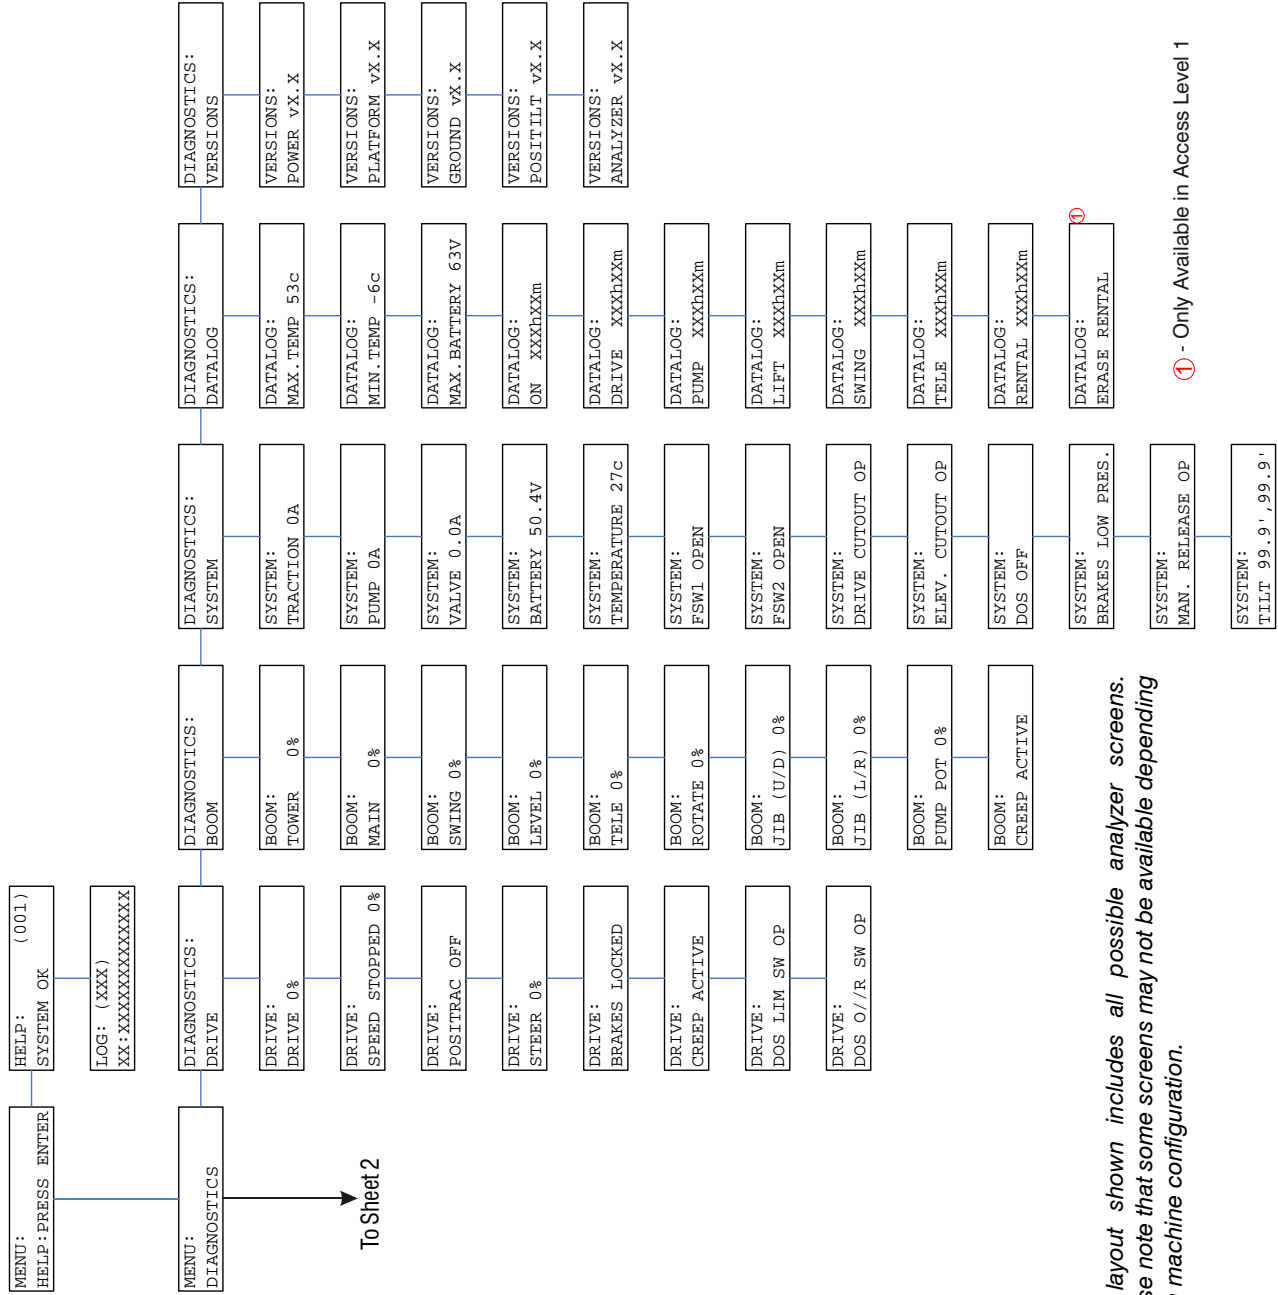 MENU:
HELP:PRESS ENTER
HELP: (001)
SYSTEM OK
LOG: (XXX)
XX:XXXXXXXXXXXXX
MENU:
DIAGNOSTICS
To Sheet 2
DIAGNOSTICS:
DRIVE
DRIVE:
DRIVE 0%
DRIVE:
SPEED STOPPED 0%
DRIVE:
POSITRAC OFF
DRIVE:
STEER 0%
DRIVE:
BRAKES LOCKED
DRIVE:
CREEP ACTIVE
DRIVE:
DOS LIM SW OP
DRIVE:
DOS O//R SW OP
DIAGNOSTICS:
BOOM
BOOM:
TOWER 0%
BOOM:
MAIN 0%
BOOM:
SWING 0%
BOOM:
LEVEL 0%
BOOM:
TELE 0%
BOOM:
ROTATE 0%
BOOM:
JIB (U/D) 0%
BOOM:
JIB (L/R) 0%
BOOM:
PUMP POT 0%
BOOM:
CREEP ACTIVE
DIAGNOSTICS:
SYSTEM
SYSTEM:
TRACTION 0A
SYSTEM:
PUMP 0A
SYSTEM:
VALVE 0.0A
SYSTEM:
BATTERY 50.4V
SYSTEM:
TEMPERATURE 27c
SYSTEM:
FSW1 OPEN
SYSTEM:
FSW2 OPEN
SYSTEM:
DRIVE CUTOUT OP
SYSTEM:
ELEV. CUTOUT OP
SYSTEM:
DOS OFF
SYSTEM:
BRAKES LOW PRES.
SYSTEM:
MAN. RELEASE OP
SYSTEM:
TILT 99.9',99.9'
DIAGNOSTICS:
DATALOG
DATALOG:
MAX.TEMP 53c
DATALOG:
MIN.TEMP -6c
DATALOG:
MAX.BATTERY 63V
DATALOG:
ON XXXhXXm
DATALOG:
DRIVE XXXhXXm
DATALOG:
PUMP XXXhXXm
DATALOG:
LIFT XXXhXXm
DATALOG:
SWING XXXhXXm
DATALOG:
TELE XXXhXXm
DATALOG:
RENTAL XXXhXXm
DATALOG:
ERASE RENTAL
1
DIAGNOSTICS:
VERSIONS
VERSIONS:
POWER vX.X
VERSIONS:
PLATFORM vX.X
VERSIONS:
GROUND vX.X
VERSIONS:
POSITILT vX.X
VERSIONS:
ANALYZER vX.X
layout shown includes all possible analyzer screens.
se note that some screens may not be available depending
machine configuration.
1 - Only Available in Access Level 1